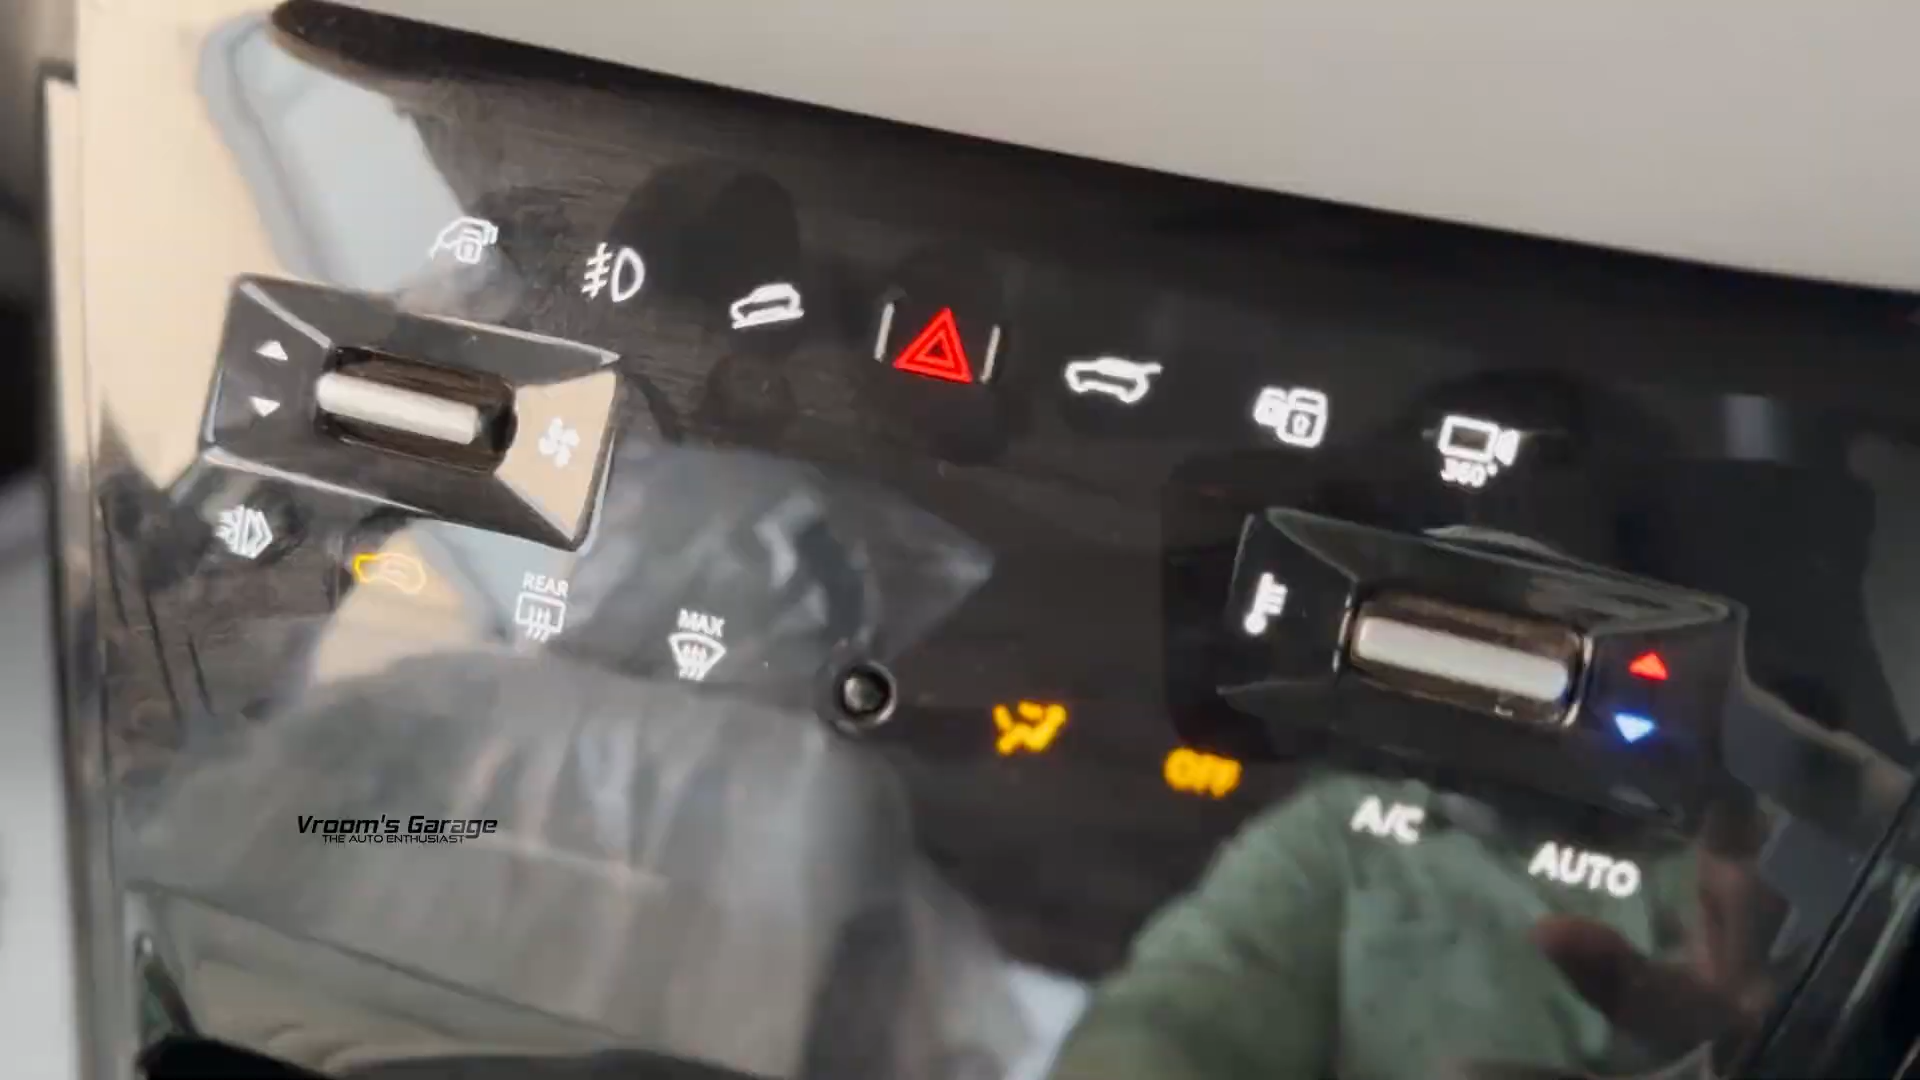 360°
REAR
MAX
OFF
A/C
AUTO
Vroom's Garage
THE AUTO ENTHUSIAST